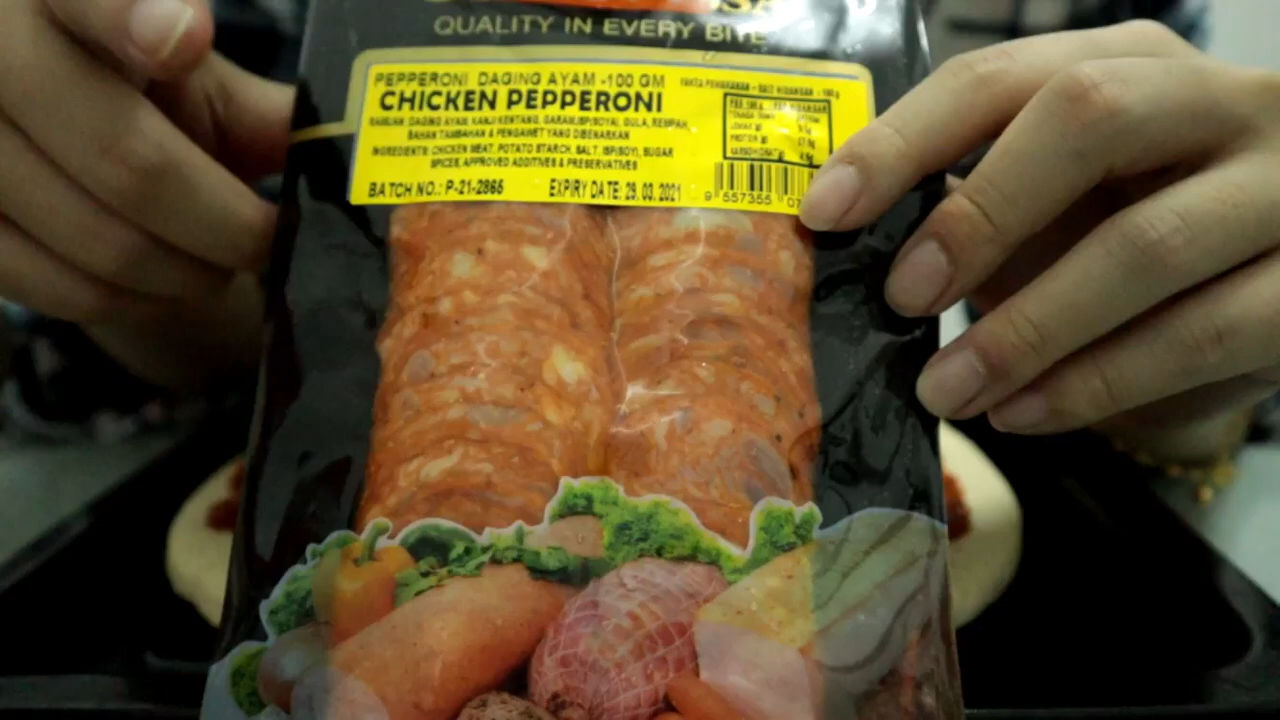 QUALITY IN EVERY BITE
PEPPERONI DAGING AYAM -100 GM
CHICKEN PEPPERONI
RAMUAN: DAGING AYAM, KANJI KENTANG, GARAM, ISP(SOYA), GULA, REMPAH,
BAHAN TAMBAHAN & PENGAWET YANG DIBENARKAN
INGREDIENTS: CHICKEN MEAT, POTATO STARCH, SALT, ISP(SOY), SUGAR
SPICES, APPROVED ADDITIVES & PRESERVATIVES
BATCH NO.: P-21-2865
EXPIRY DATE: 29.03.2021
9 557355 07